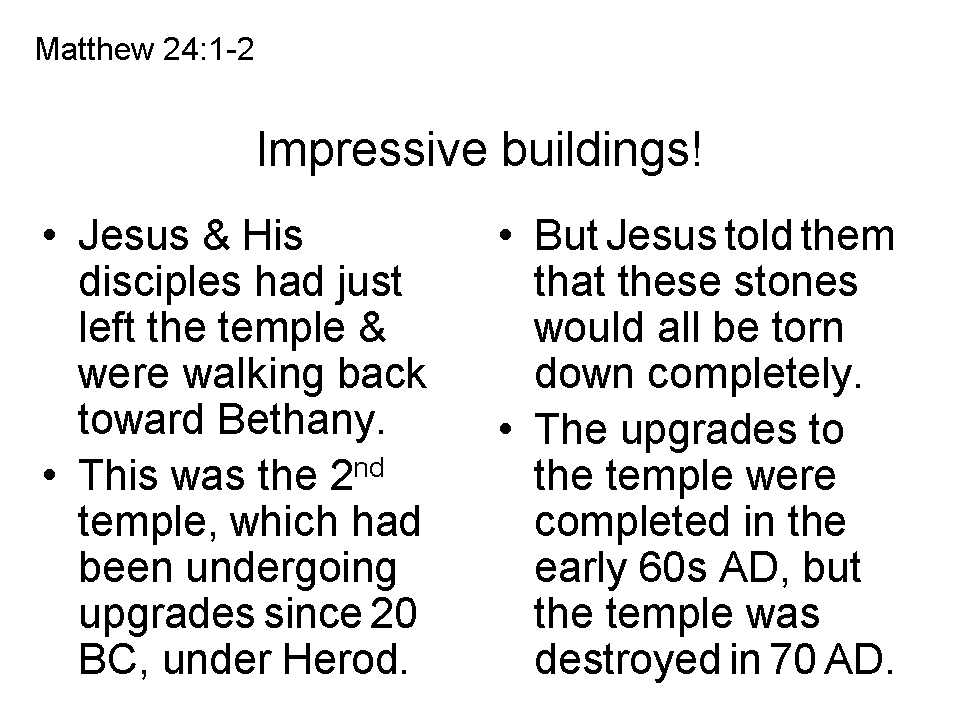 Matthew 24:1-2
Impressive buildings!
• Jesus & His
disciples had just
left the temple &
were walking back
toward Bethany.
• This was the 2nd
temple, which had
been undergoing
upgrades since 20
BC, under Herod.
• But Jesus told them
that these stones
would all be torn
down completely.
• The upgrades to
the temple were
completed in the
early 60s AD, but
the temple was
destroyed in 70 AD.